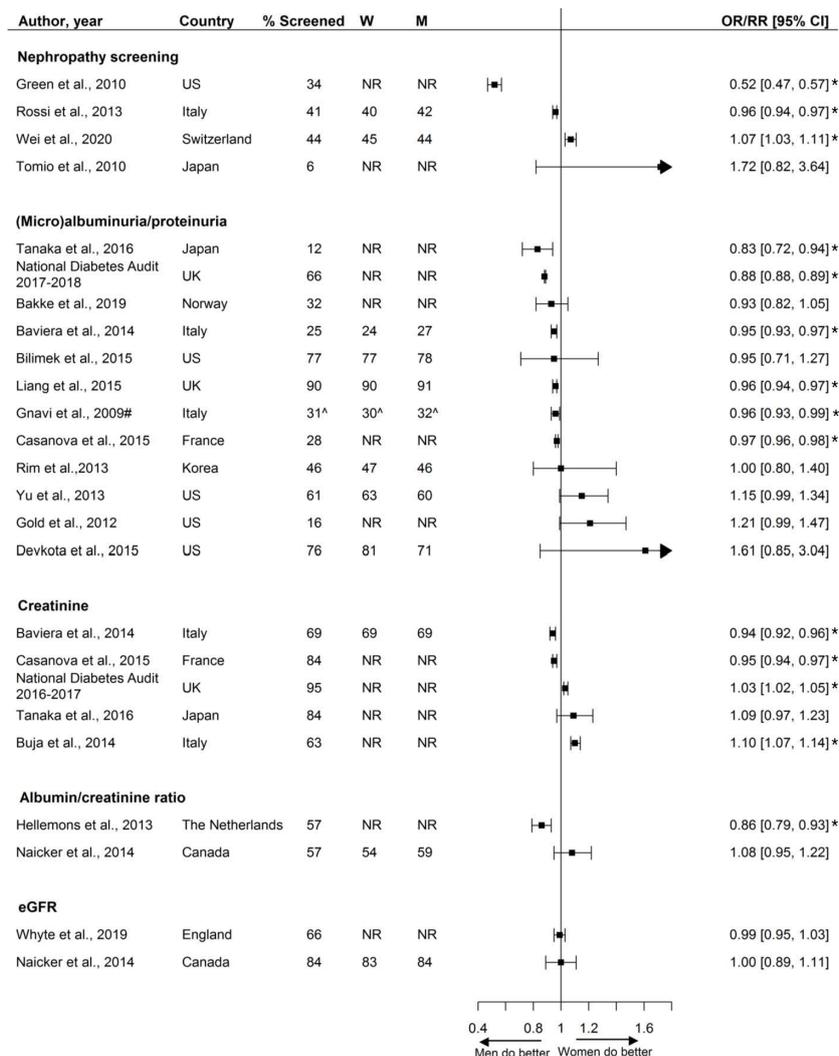 Author, year Country % Screened W M OR/RR [95% CI]
Nephropathy screening
Green et al., 2010 US 34 NR NR 0.52 [0.47, 0.57]*
Rossi et al., 2013 Italy 41 40 42 0.96 [0.94, 0.97]*
Wei et al., 2020 Switzerland 44 45 44 1.07 [1.03, 1.11]*
Tomio et al., 2010 Japan 6 NR NR 1.72 [0.82, 3.64]
(Micro)albuminuria/proteinuria
Tanaka et al., 2016 Japan 12 NR NR 0.83 [0.72, 0.94]*
National Diabetes Audit
2017-2018 UK 66 NR NR 0.88 [0.88, 0.89]*
Bakke et al., 2019 Norway 32 NR NR 0.93 [0.82, 1.05]
Baviera et al., 2014 Italy 25 24 27 0.95 [0.93, 0.97]*
Bilimek et al., 2015 US 77 77 78 0.95 [0.71, 1.27]
Liang et al., 2015 UK 90 90 91 0.96 [0.94, 0.97]*
Gnavi et al., 2009# Italy 31^ 30^ 32^ 0.96 [0.93, 0.99]*
Casanova et al., 2015 France 28 NR NR 0.97 [0.96, 0.98]*
Rim et al.,2013 Korea 46 47 46 1.00 [0.80, 1.40]
Yu et al., 2013 US 61 63 60 1.15 [0.99, 1.34]
Gold et al., 2012 US 16 NR NR 1.21 [0.99, 1.47]
Devkota et al., 2015 US 76 81 71 1.61 [0.85, 3.04]
Creatinine
Baviera et al., 2014 Italy 69 69 69 0.94 [0.92, 0.96]*
Casanova et al., 2015 France 84 NR NR 0.95 [0.94, 0.97]*
National Diabetes Audit
2016-2017 UK 95 NR NR 1.03 [1.02, 1.05]*
Tanaka et al., 2016 Japan 84 NR NR 1.09 [0.97, 1.23]
Buja et al., 2014 Italy 63 NR NR 1.10 [1.07, 1.14]*
Albumin/creatinine ratio
Hellemons et al., 2013 The Netherlands 57 NR NR 0.86 [0.79, 0.93]*
Naicker et al., 2014 Canada 57 54 59 1.08 [0.95, 1.22]
eGFR
Whyte et al., 2019 England 66 NR NR 0.99 [0.95, 1.03]
Naicker et al., 2014 Canada 84 83 84 1.00 [0.89, 1.11]
0.4 0.8 1 1.2 1.6
Men do better Women do better